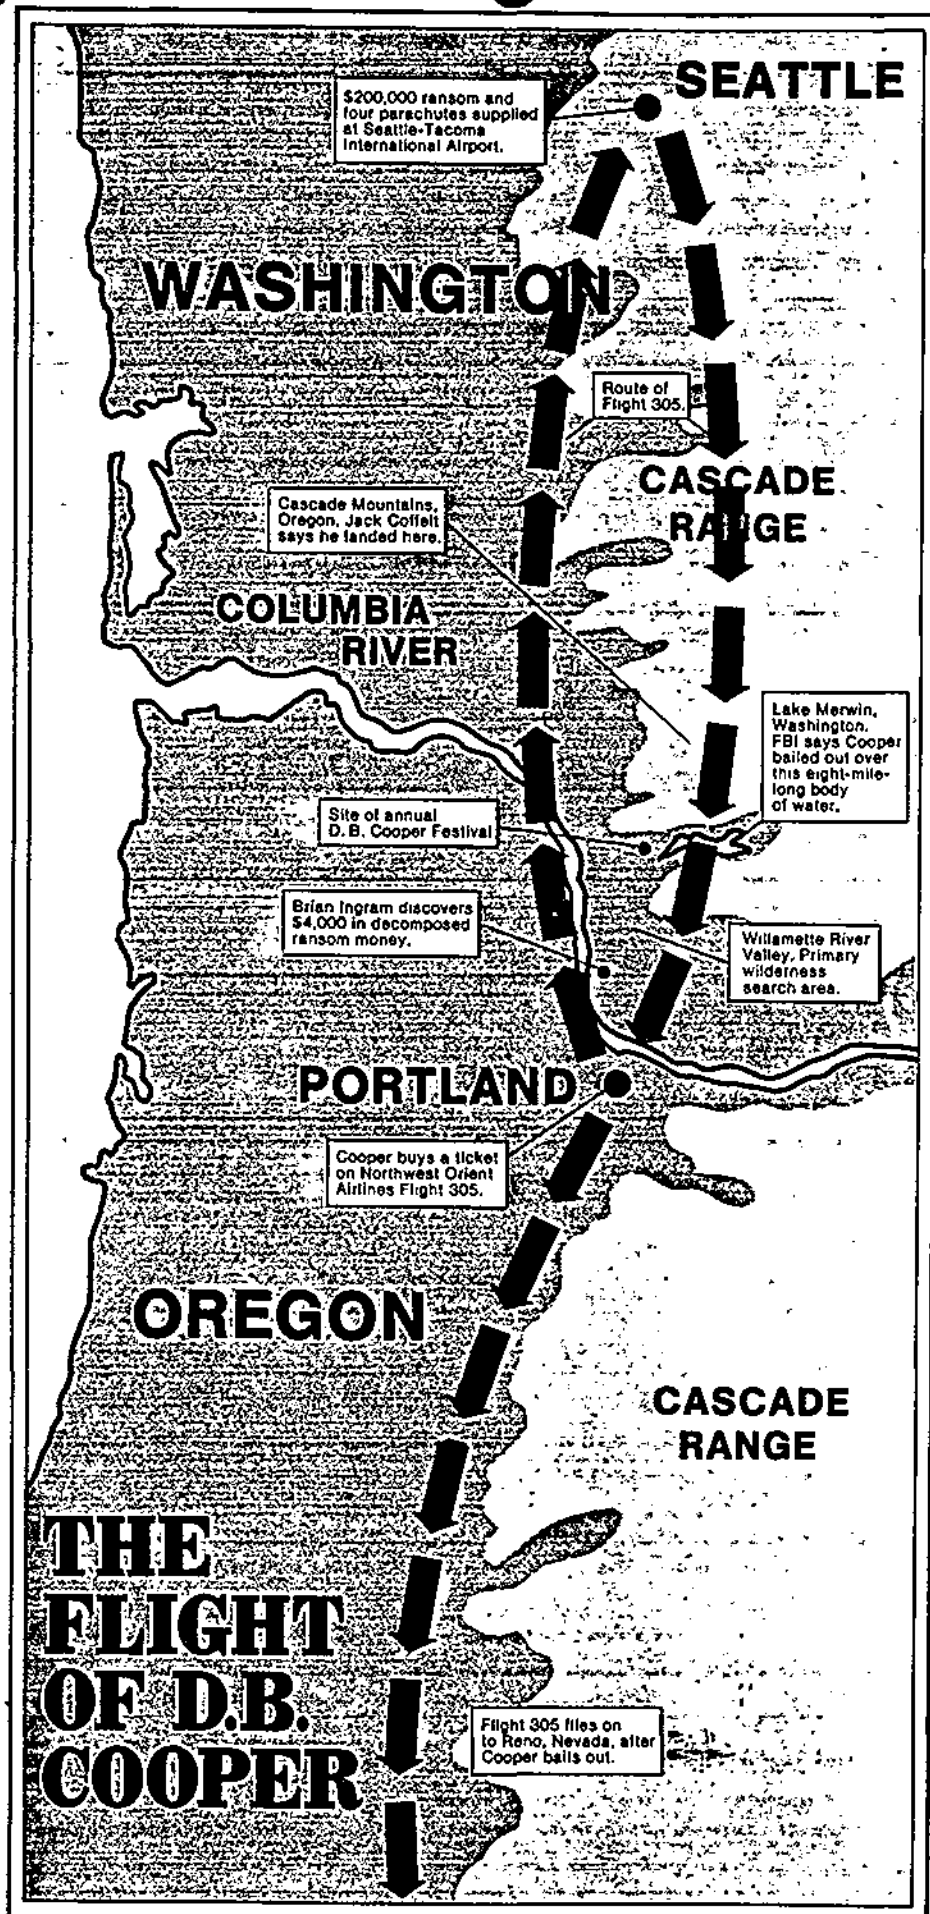 SEATTLE
$200,000 ransom and
four parachutes supplied
at Seattle-Tacoma
International Airport.
WASHINGTON
Route of
Flight 305.
CASCADE
RANGE
Cascade Mountains,
Oregon. Jack Coffelt
says he landed here.
COLUMBIA
RIVER
Lake Merwin,
Washington.
FBI says Cooper
bailed out over
this eight-mile-
long body
of water.
Site of annual
D. B. Cooper Festival
Brian Ingram discovers
$4,000 in decomposed
ransom money.
Willamette River
Valley. Primary
wilderness
search area.
PORTLAND
Cooper buys a ticket
on Northwest Orient
Airlines Flight 305.
OREGON
CASCADE
RANGE
THE
FLIGHT
OF D.B.
COOPER
Flight 305 flies on
to Reno, Nevada, after
Cooper bails out.